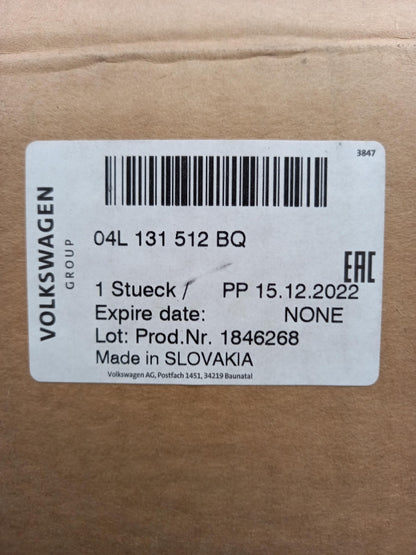 3847
VOLKSWAGEN
GROUP
04L 131 512 BQ
EAC
1 Stueck / PP 15.12.2022
Expire date: NONE
Lot: Prod.Nr. 1846268
Made in SLOVAKIA
Volkswagen AG, Postfach 1451, 34219 Baunatal